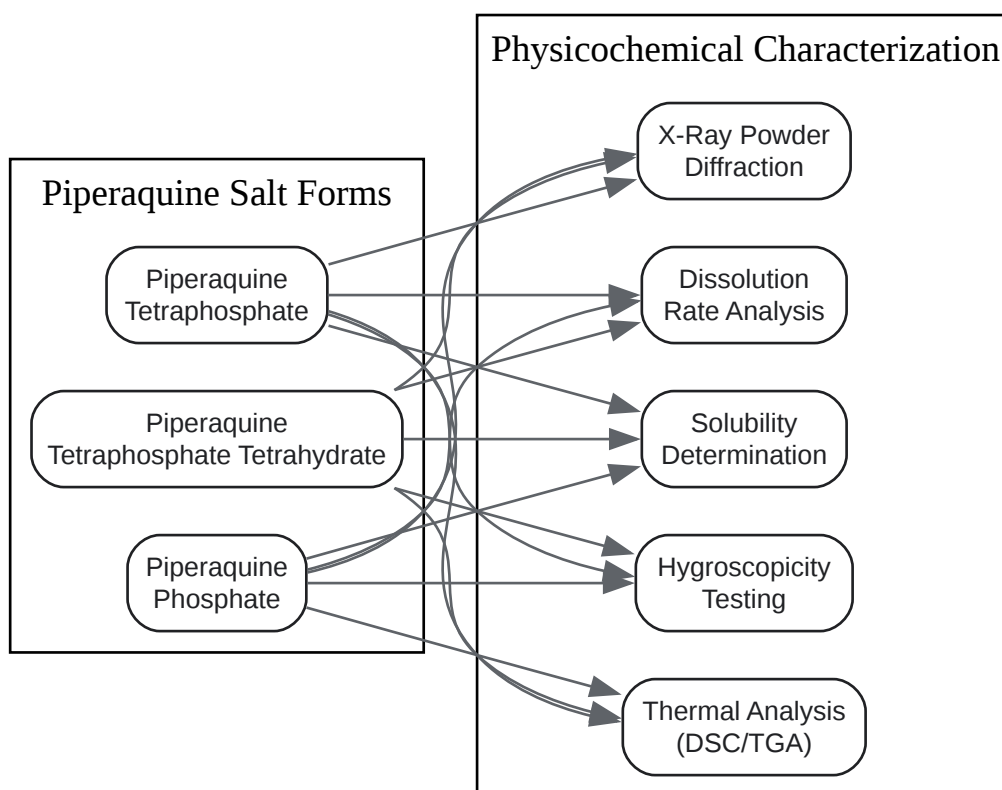 Piperaquine Salt Forms
Piperaquine
Tetraphosphate
Piperaquine
Tetraphosphate Tetrahydrate
Piperaquine
Phosphate
Physicochemical Characterization
X-Ray Powder
Diffraction
Dissolution
Rate Analysis
Solubility
Determination
Hygroscopicity
Testing
Thermal Analysis
(DSC/TGA)